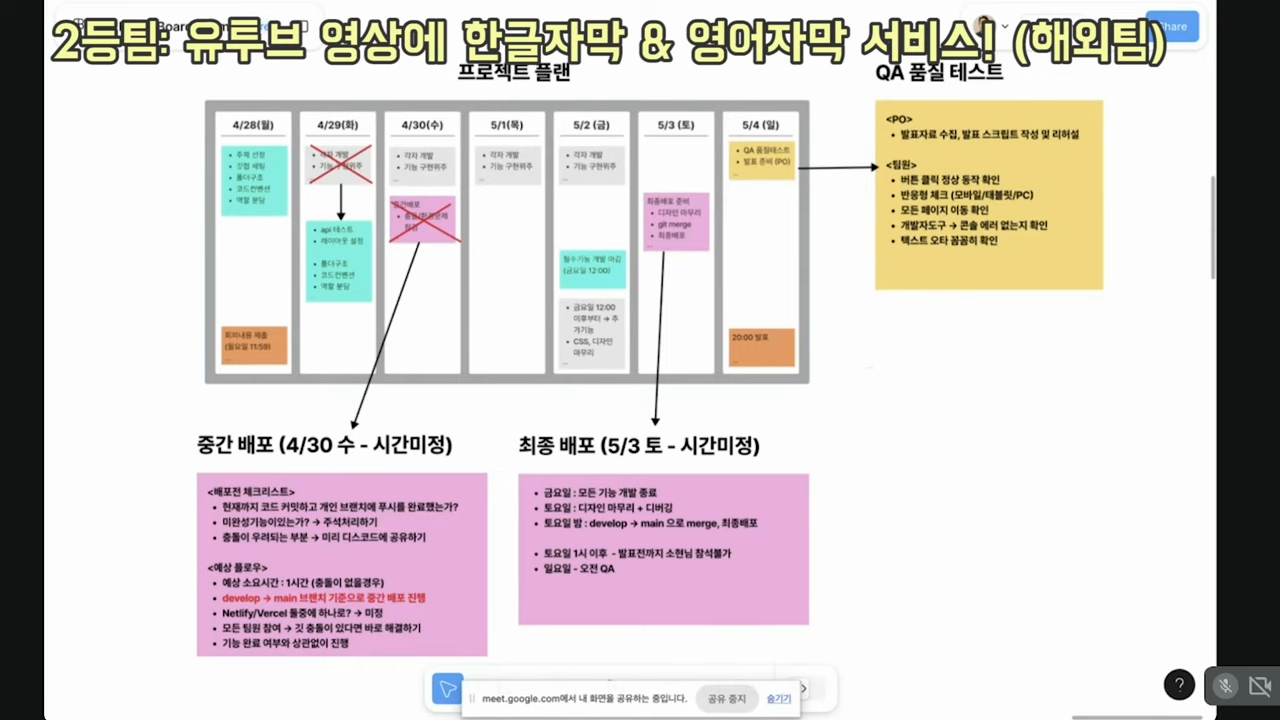 2등팀: 유투브 영상에 한글자막 & 영어자막 서비스! (해외팀)
프로젝트 플랜
QA 품질 테스트
4/28(월)
주제 선정
깃헙 세팅
폴더구조
코드컨벤션
역할 분담
회의내용 제출
(월요일 11:59)
4/29(화)
각자 개발
기능 구현위주
api 테스트
레이아웃 설정
폴더구조
코드컨벤션
역할 분담
4/30(수)
각자 개발
기능 구현위주
중간배포
5/1(목)
각자 개발
기능 구현위주
5/2 (금)
각자 개발
기능 구현위주
필수기능 개발 마감
(금요일 12:00)
금요일 12:00
이후부터 → 추
가기능
CSS, 디자인
마무리
5/3 (토)
최종배포 준비
디자인 마무리
git merge
최종배포
5/4 (일)
QA 품질테스트
발표 준비 (PO)
20:00 발표
<PO>
발표자료 수집, 발표 스크립트 작성 및 리허설
<팀원>
버튼 클릭 정상 동작 확인
반응형 체크 (모바일/태블릿/PC)
모든 페이지 이동 확인
개발자도구 → 콘솔 에러 없는지 확인
텍스트 오타 꼼꼼히 확인
중간 배포 (4/30 수 - 시간미정)
<배포전 체크리스트>
현재까지 코드 커밋하고 개인 브랜치에 푸시를 완료했는가?
미완성기능이있는가? → 주석처리하기
충돌이 우려되는 부분 → 미리 디스코드에 공유하기
<예상 플로우>
예상 소요시간 : 1시간 (충돌이 없을경우)
develop → main 브랜치 기준으로 중간 배포 진행
Netlify/Vercel 둘중에 하나로? → 미정
모든 팀원 참여 → 깃 충돌이 있다면 바로 해결하기
기능 완료 여부와 상관없이 진행
최종 배포 (5/3 토 - 시간미정)
금요일 : 모든 기능 개발 종료
토요일 : 디자인 마무리 + 디버깅
토요일 밤 : develop → main 으로 merge, 최종배포
토요일 1시 이후 - 발표전까지 소현님 참석불가
일요일 - 오전 QA
meet.google.com에서 내 화면을 공유하는 중입니다.
공유 중지
숨기기